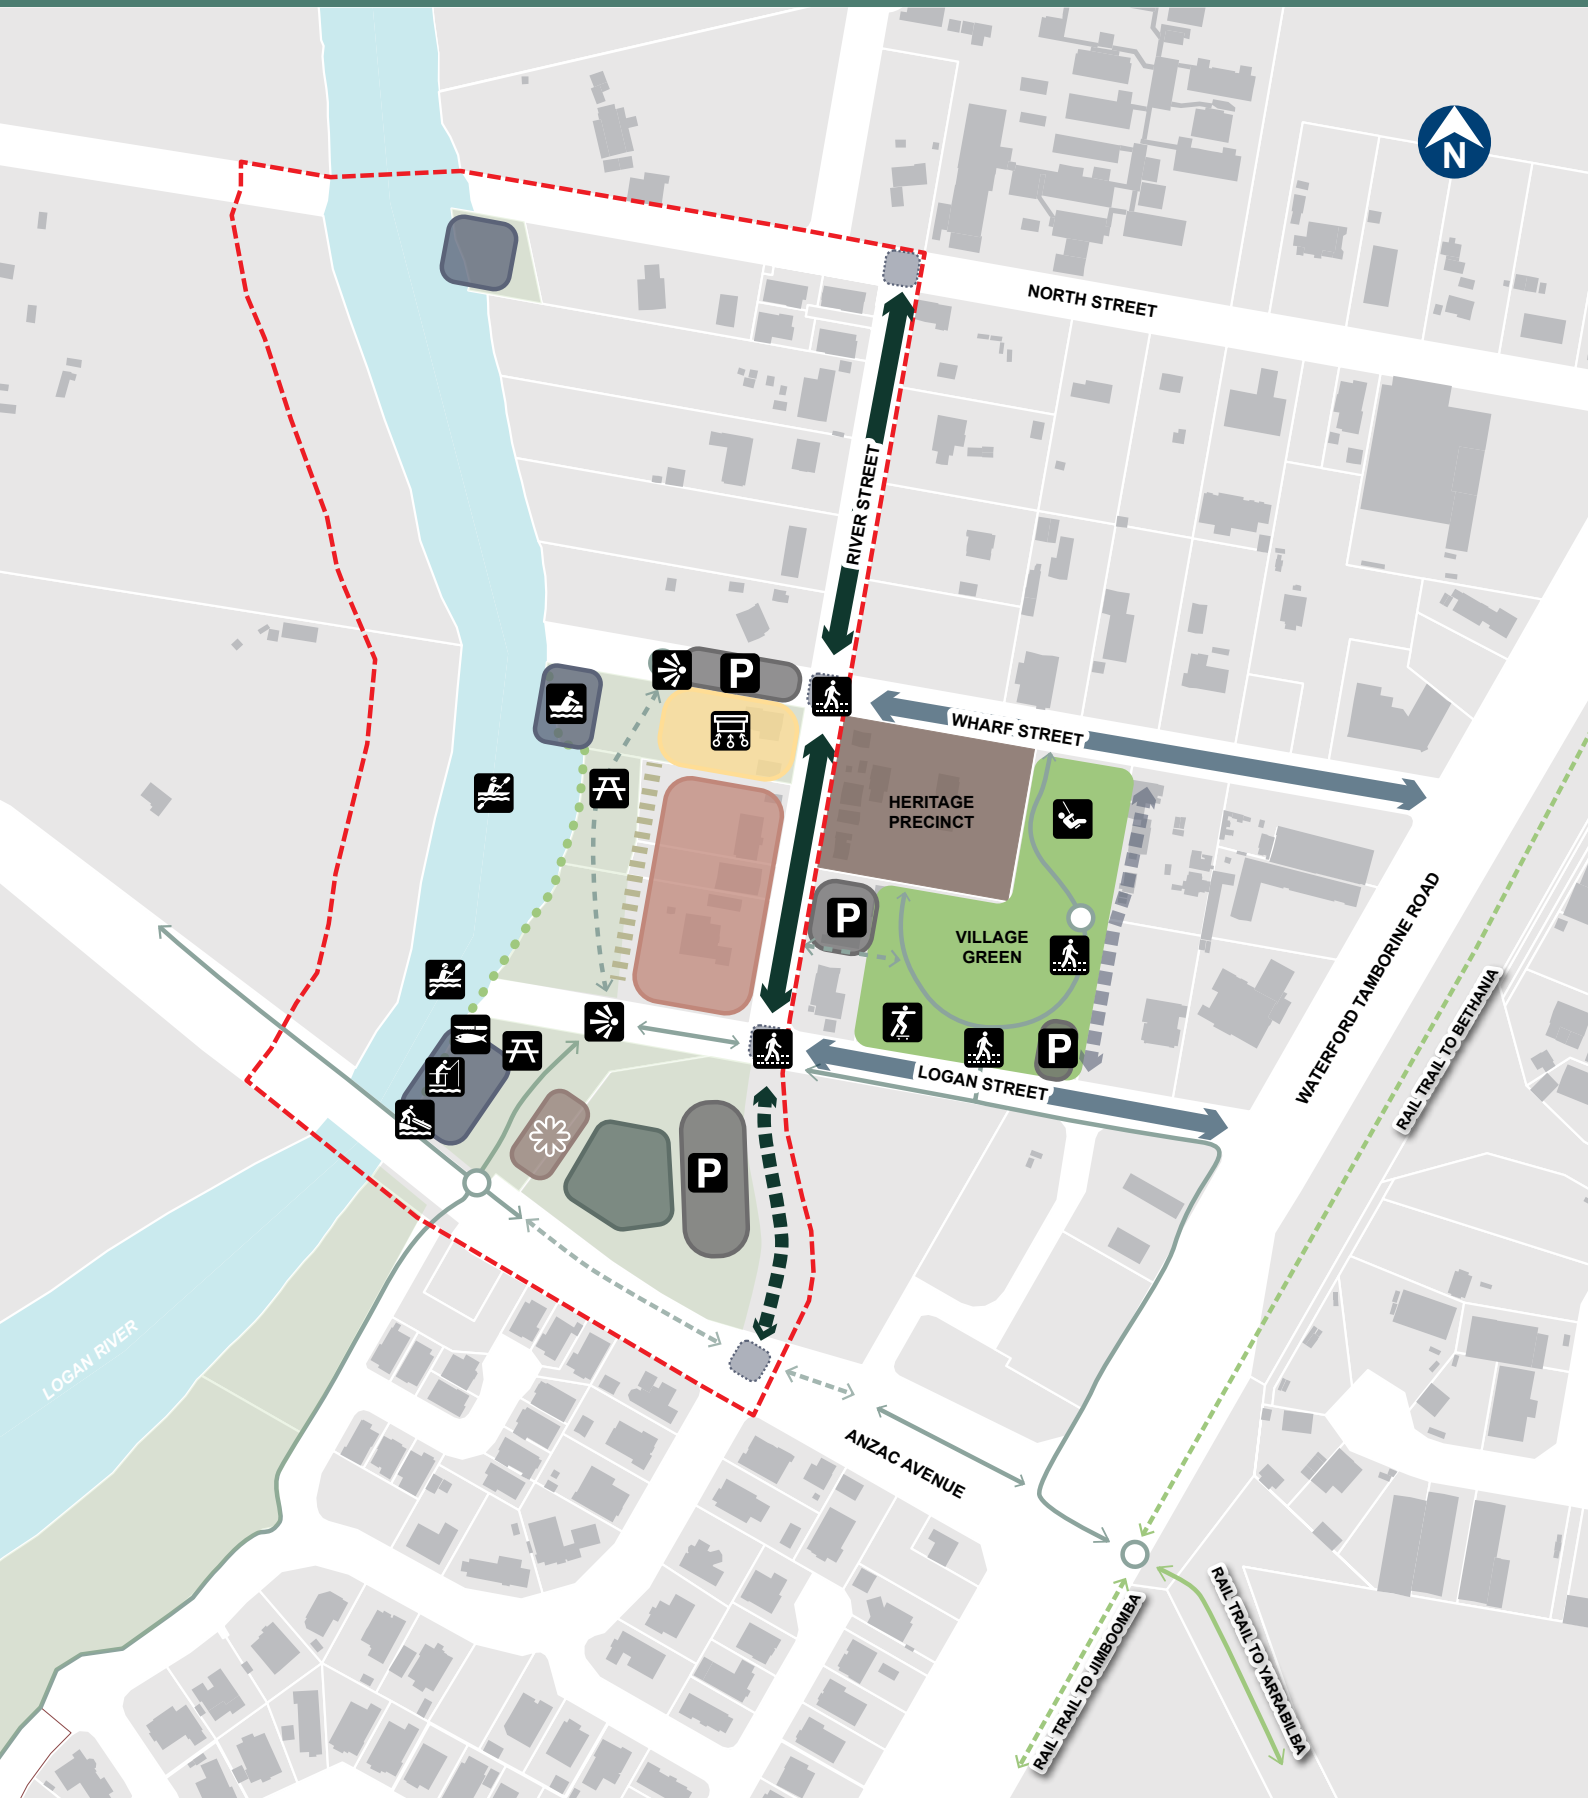 N
NORTH STREET
RIVER STREET
P
WHARF STREET
HERITAGE
PRECINCT
P
VILLAGE
GREEN
WATERFORD TAMBORINE ROAD
RAIL TRAIL TO BETHANIA
P
LOGAN STREET
P
LOGAN RIVER
ANZAC AVENUE
RAIL TRAIL TO JIMBOOMBA
RAIL TRAIL TO YARRABILBA